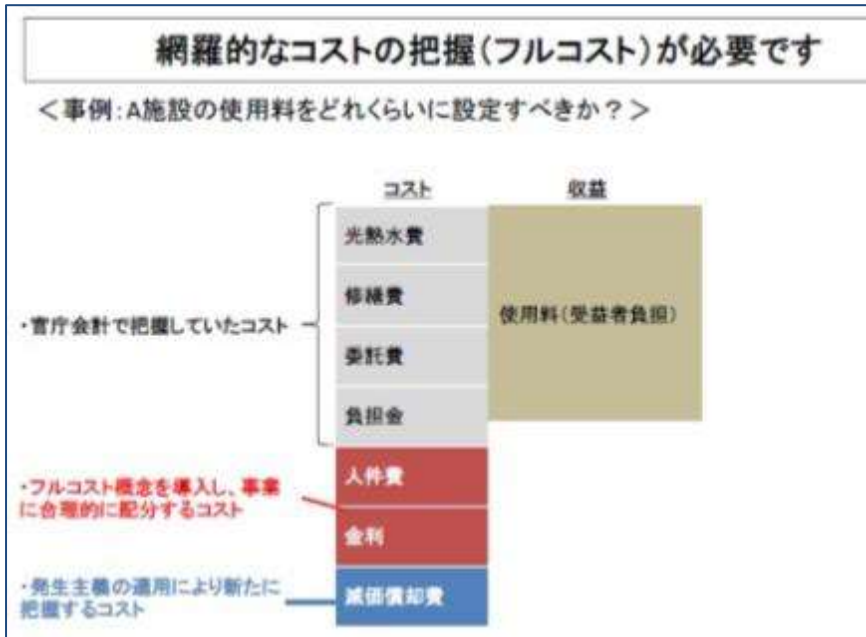 網羅的なコストの把握(フルコスト)が必要です
＜事例:A施設の使用料をどれくらいに設定すべきか？＞
コスト
収益
光熱水費
修繕費
委託費
負担金
人件費
金利
減価償却費
使用料(受益者負担)
・官庁会計で把握していたコスト
・フルコスト概念を導入し、事業
に合理的に配分するコスト
・発生主義の適用により新たに
把握するコスト